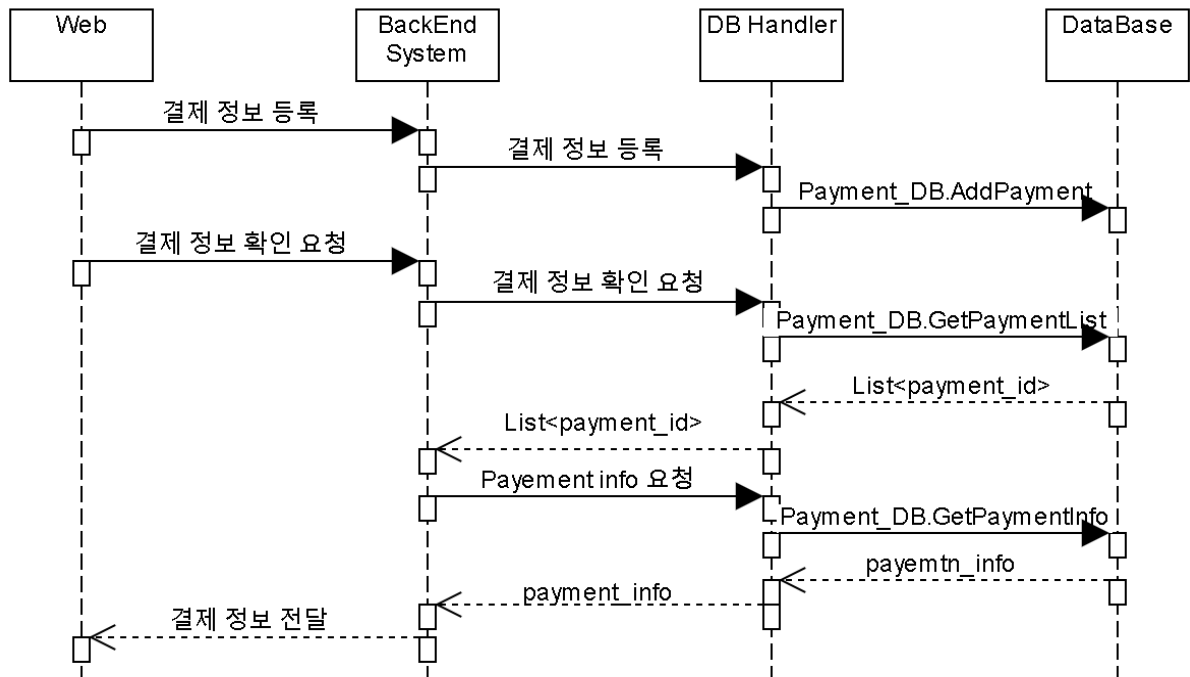 Web
BackEnd
System
DB Handler
DataBase
결제 정보 등록
결제 정보 등록
Payment_DB.AddPayment
결제 정보 확인 요청
결제 정보 확인 요청
Payment_DB.GetPaymentList
List<payment_id>
List<payment_id>
Payement info 요청
Payment_DB.GetPaymentInfo
payemtn_info
payment_info
결제 정보 전달